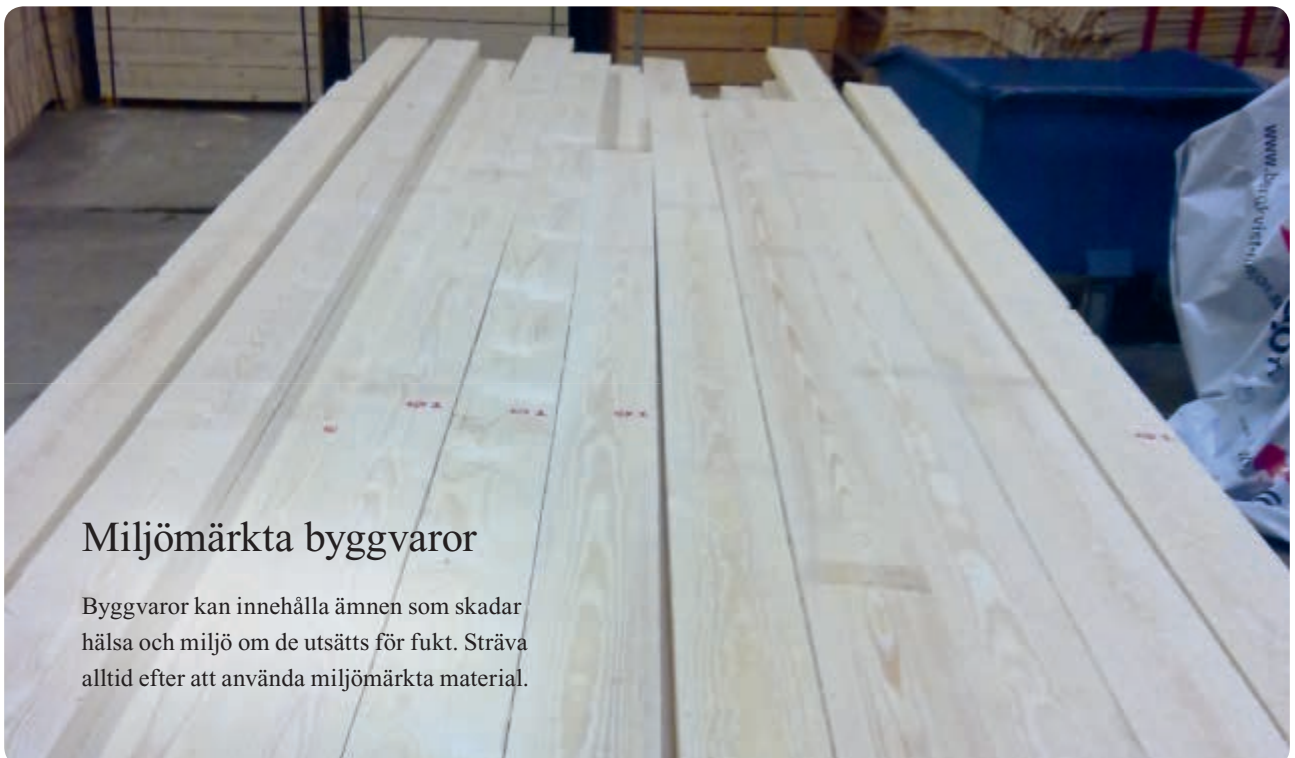 Miljömärkta byggvaror
Byggvaror kan innehålla ämnen som skadar
hälsa och miljö om de utsätts för fukt. Sträva
alltid efter att använda miljömärkta material.